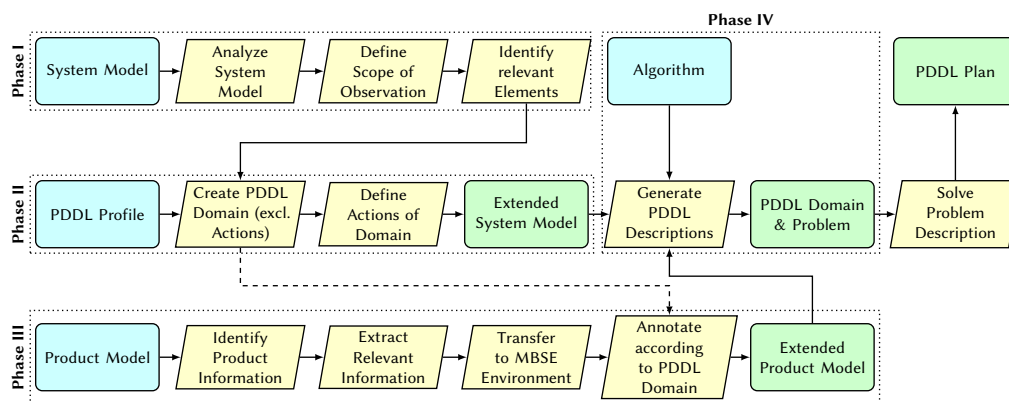 Phase IV
Phase I
System Model
Analyze
System
Model
Define
Scope of
Observation
Identify
relevant
Elements
Algorithm
PDDL Plan
Phase II
PDDL Profile
Create PDDL
Domain (excl.
Actions)
Define
Actions of
Domain
Extended
System Model
Generate
PDDL
Descriptions
PDDL Domain
& Problem
Solve
Problem
Description
Phase III
Product Model
Identify
Product
Information
Extract
Relevant
Information
Transfer
to MBSE
Environment
Annotate
according
to PDDL
Domain
Extended
Product Model